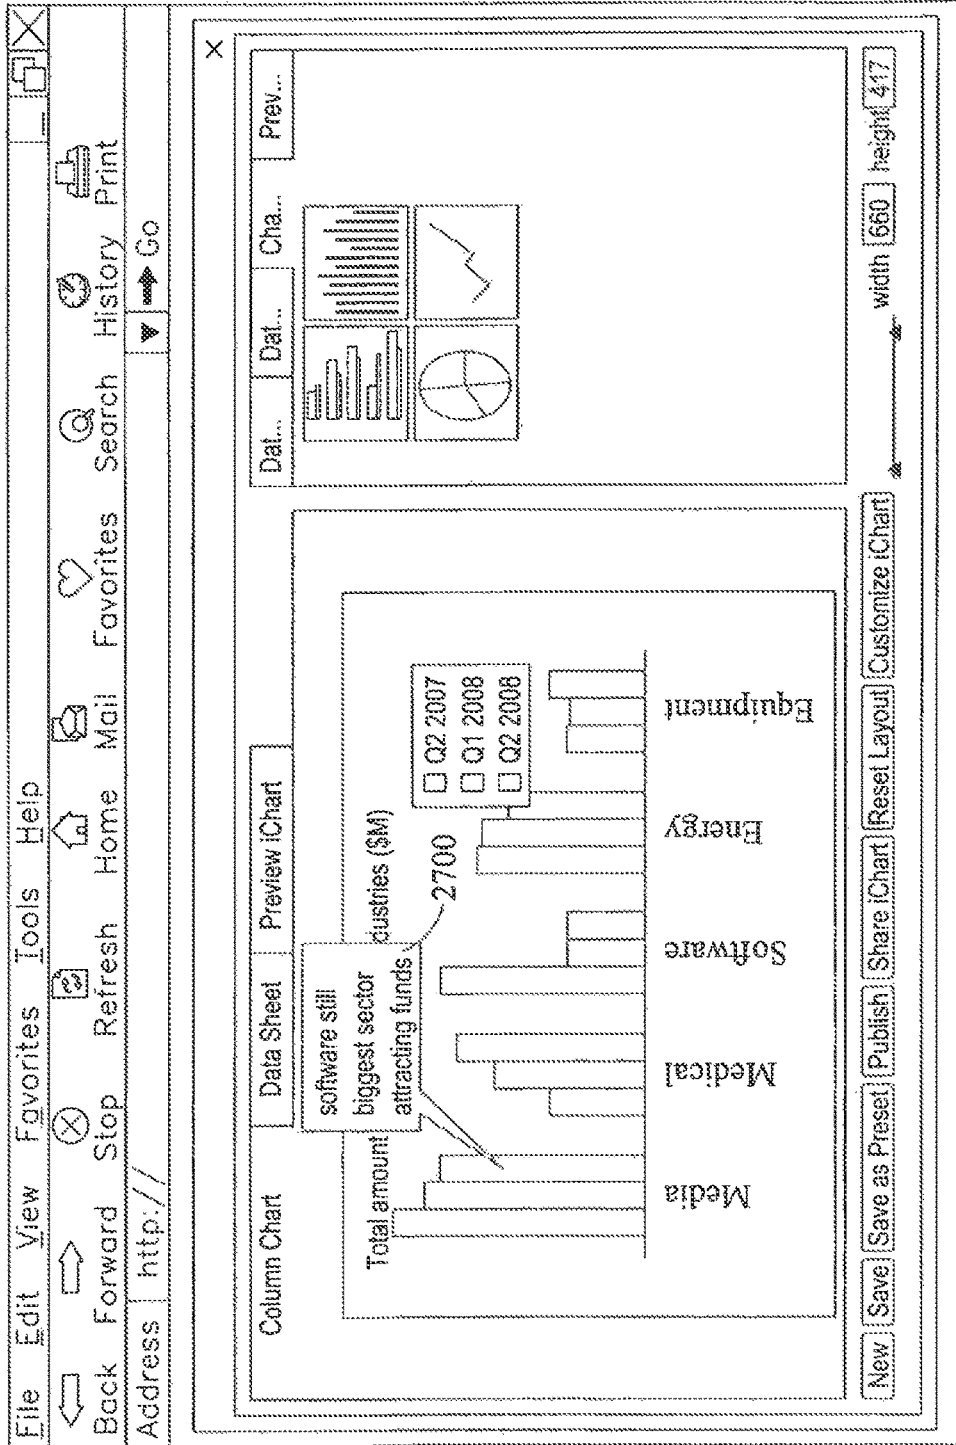 File Edit View Favorites Tools Help
Back Forward Stop Refresh Home Mail Favorites Search History Print
Address http:// Go
Column Chart Data Sheet Preview iChart
Dat... Dat... Cha... Prev...
software still
biggest sector
attracting funds
Total amount dustries ($M)
2700
Q2 2007
Q1 2008
Q2 2008
Media Medical Software Energy Equipment
New Save Save as Preset Publish Share iChart Reset Layout Customize iChart width 660 height 417